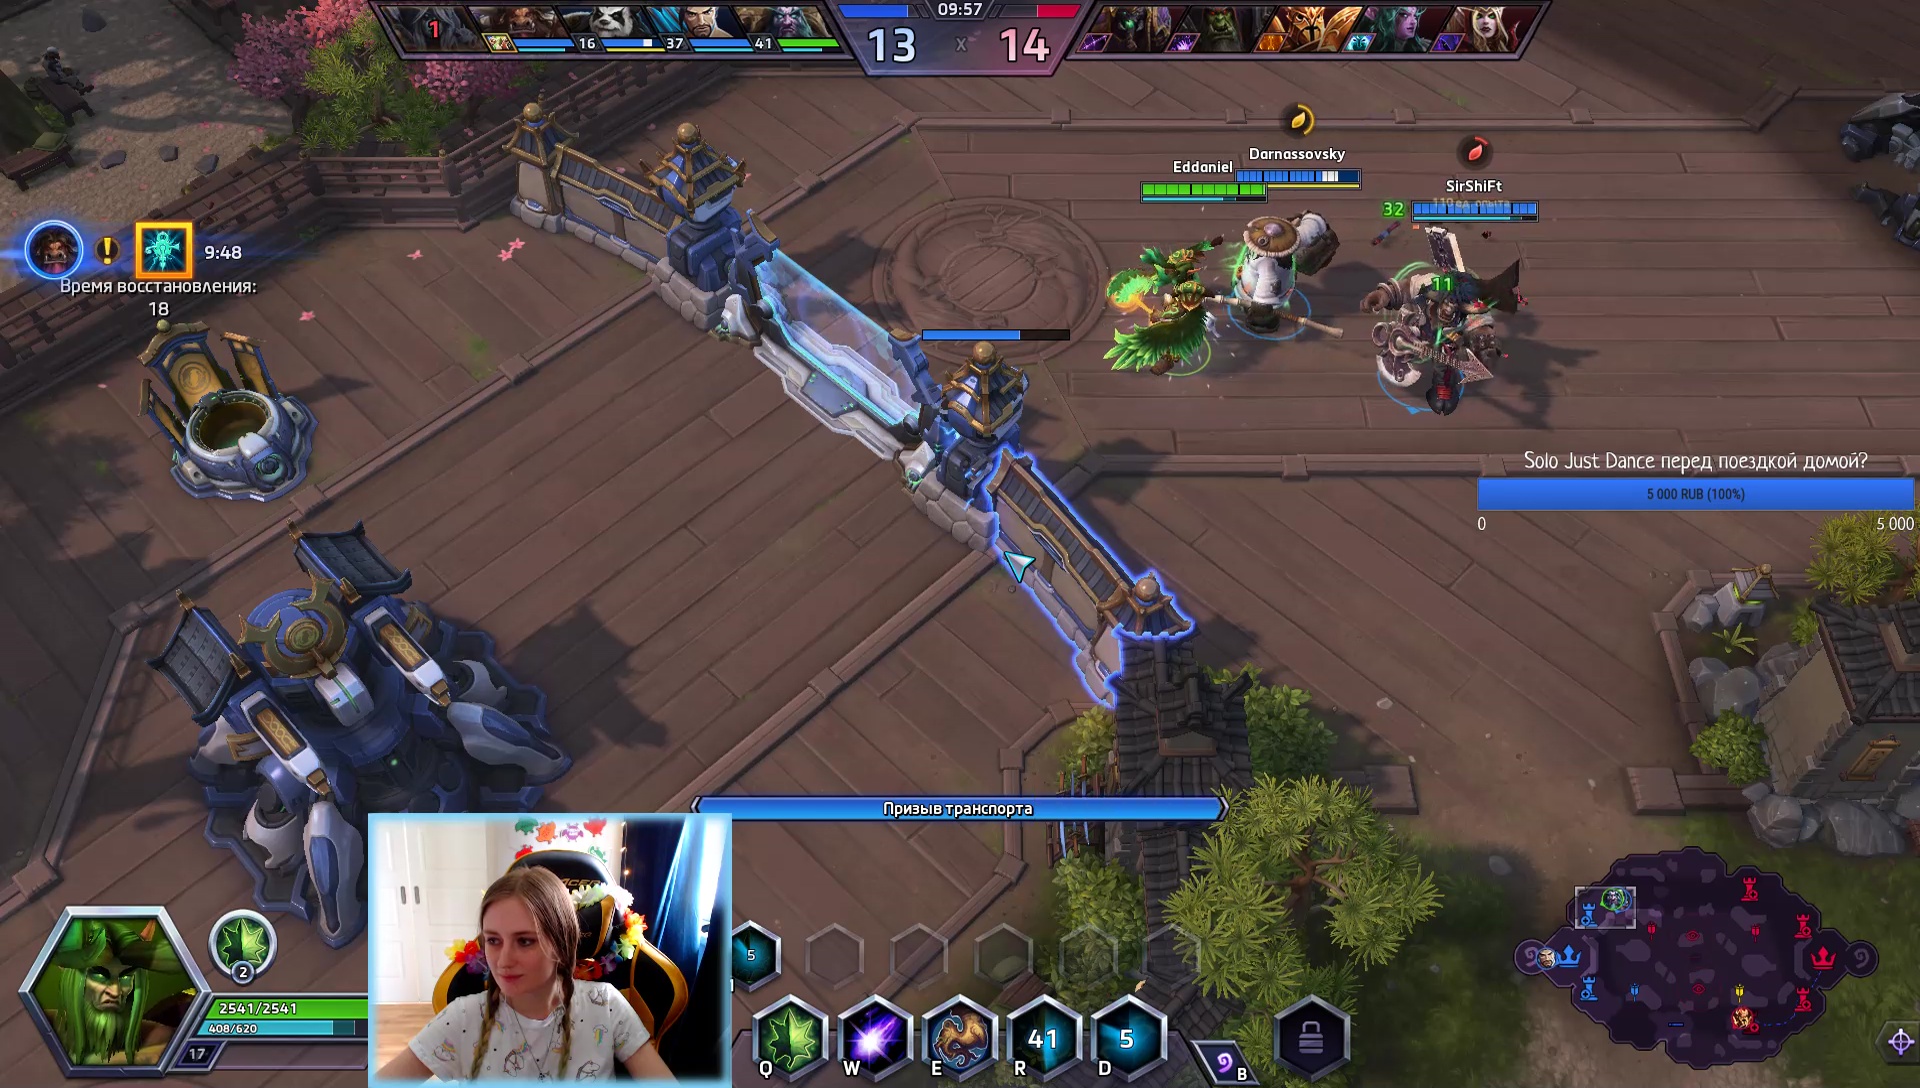 1
16
37
41
09:57
13 x 14
Darnassovsky
Eddaniel
SirShiFt
32
11
9:48
Время восстановления:
18
Solo Just Dance перед поездкой домой?
5 000 RUB (100%)
0
5 000
Призыв транспорта
2
2541/2541
408/620
17
5
41
5
Q
W
E
R
D
B